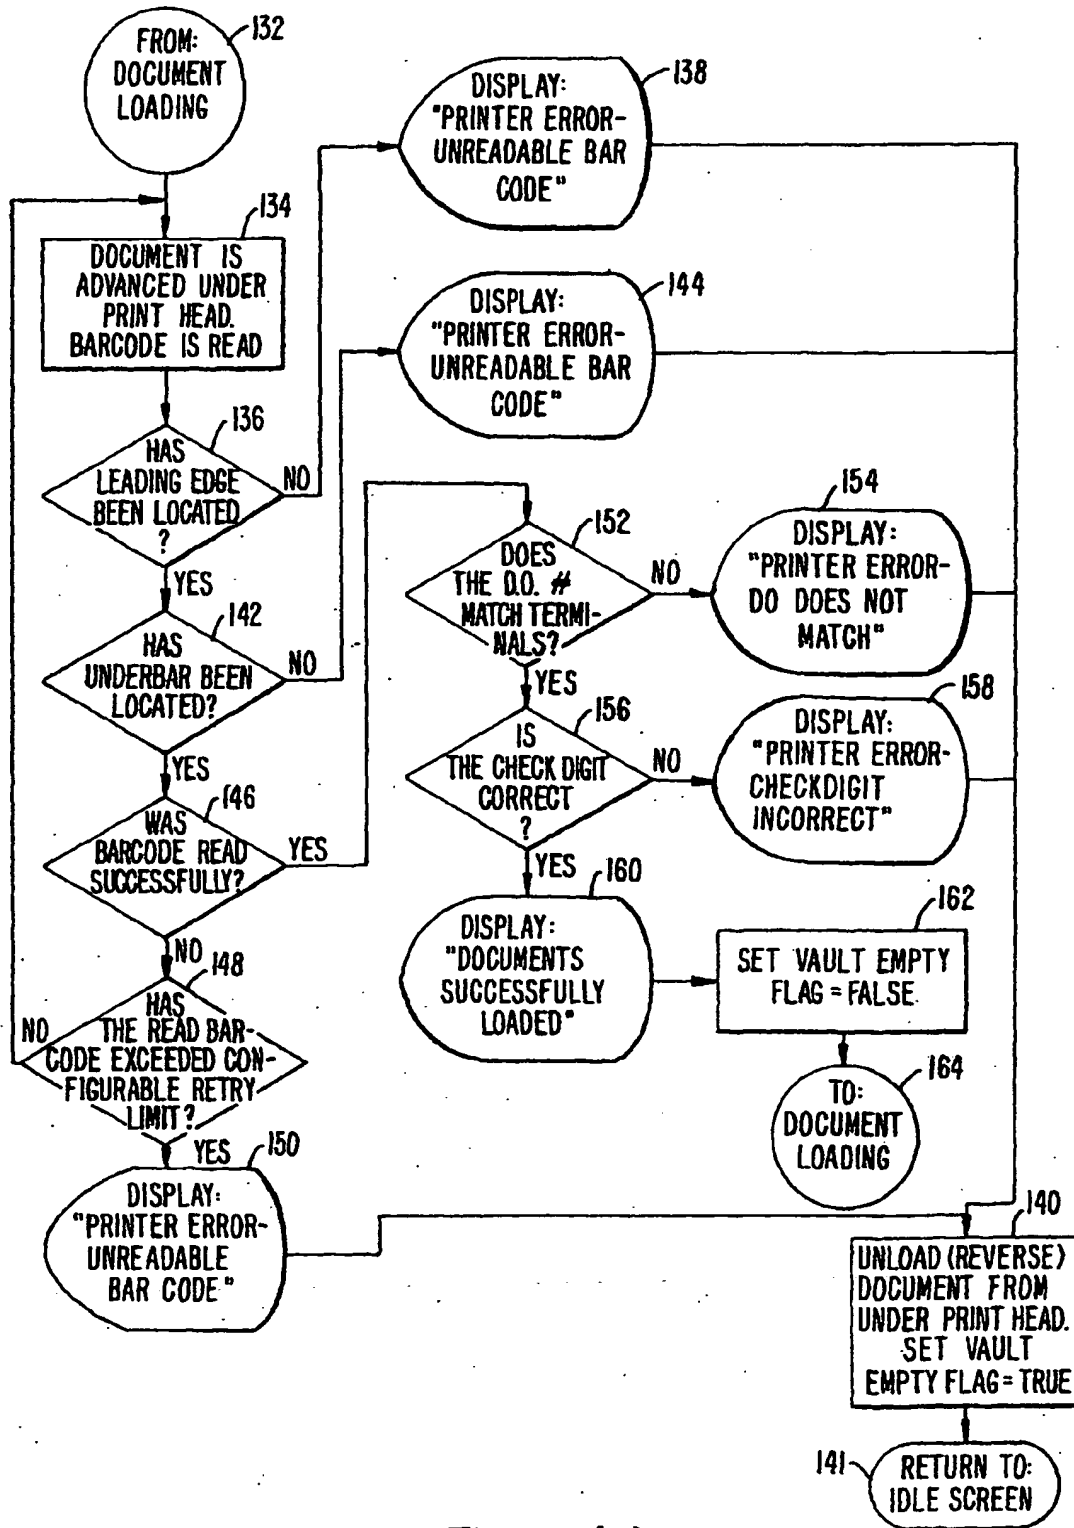 FROM:
DOCUMENT
LOADING
132
134
DOCUMENT IS
ADVANCED UNDER
PRINT HEAD.
BARCODE IS READ
136
HAS
LEADING EDGE
BEEN LOCATED
?
NO
YES
138
DISPLAY:
"PRINTER ERROR-
UNREADABLE BAR
CODE"
142
HAS
UNDERBAR BEEN
LOCATED?
NO
YES
144
DISPLAY:
"PRINTER ERROR-
UNREADABLE BAR
CODE"
146
WAS
BARCODE READ
SUCCESSFULLY?
YES
NO
148
HAS
THE READ BAR-
CODE EXCEEDED CON-
FIGURABLE RETRY
LIMIT?
NO
YES
150
DISPLAY:
"PRINTER ERROR-
UNREADABLE
BAR CODE"
152
DOES
THE D.O. #
MATCH TERMI-
NALS?
NO
YES
154
DISPLAY:
"PRINTER ERROR-
DO DOES NOT
MATCH"
156
IS
THE CHECK DIGIT
CORRECT
?
NO
YES
158
DISPLAY:
"PRINTER ERROR-
CHECKDIGIT
INCORRECT"
160
DISPLAY:
"DOCUMENTS
SUCCESSFULLY
LOADED"
162
SET VAULT EMPTY
FLAG = FALSE
164
TO:
DOCUMENT
LOADING
140
UNLOAD (REVERSE)
DOCUMENT FROM
UNDER PRINT HEAD.
SET VAULT
EMPTY FLAG = TRUE
141
RETURN TO:
IDLE SCREEN